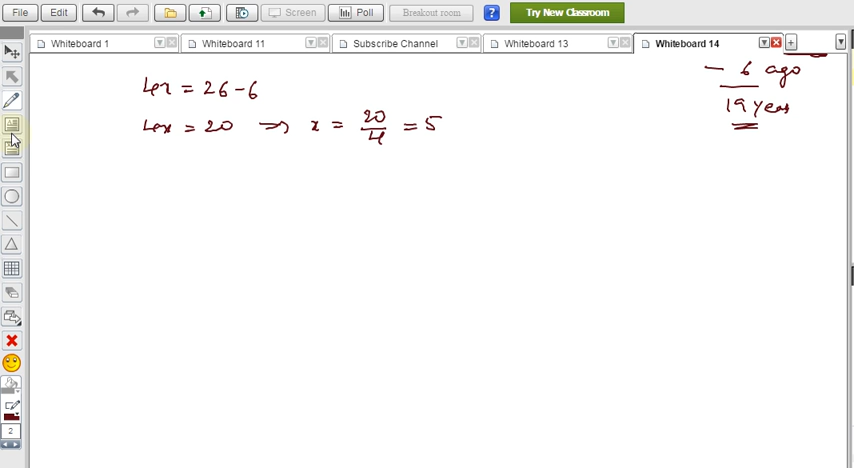 File Edit Screen Poll Breakout room ? Try New Classroom
Whiteboard 1 Whiteboard 11 Subscribe Channel Whiteboard 13 Whiteboard 14 +
- 6 ago
4x = 26 - 6
19 years
4x = 20 ⇒ x = 20/4 = 5
2